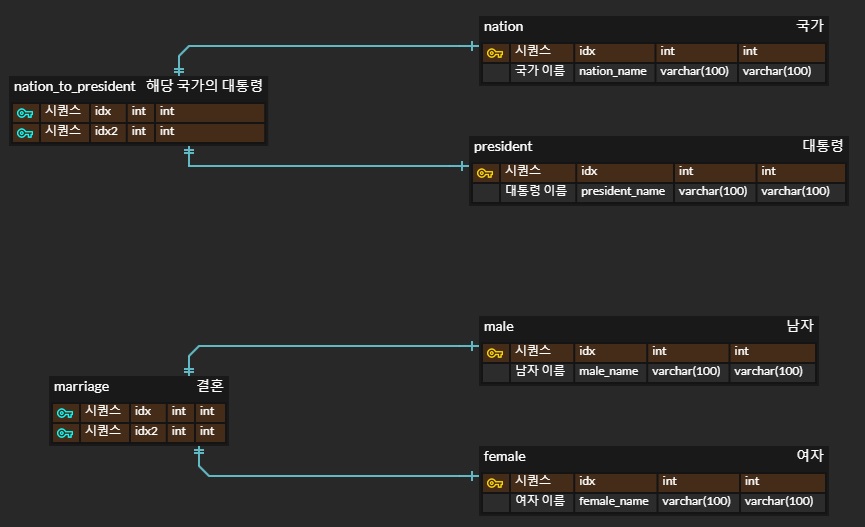 nation 국가
시퀀스 idx int int
국가 이름 nation_name varchar(100) varchar(100)
nation_to_president 해당 국가의 대통령
시퀀스 idx int int
시퀀스 idx2 int int
president 대통령
시퀀스 idx int int
대통령 이름 president_name varchar(100) varchar(100)
male 남자
시퀀스 idx int int
남자 이름 male_name varchar(100) varchar(100)
marriage 결혼
시퀀스 idx int int
시퀀스 idx2 int int
female 여자
시퀀스 idx int int
여자 이름 female_name varchar(100) varchar(100)